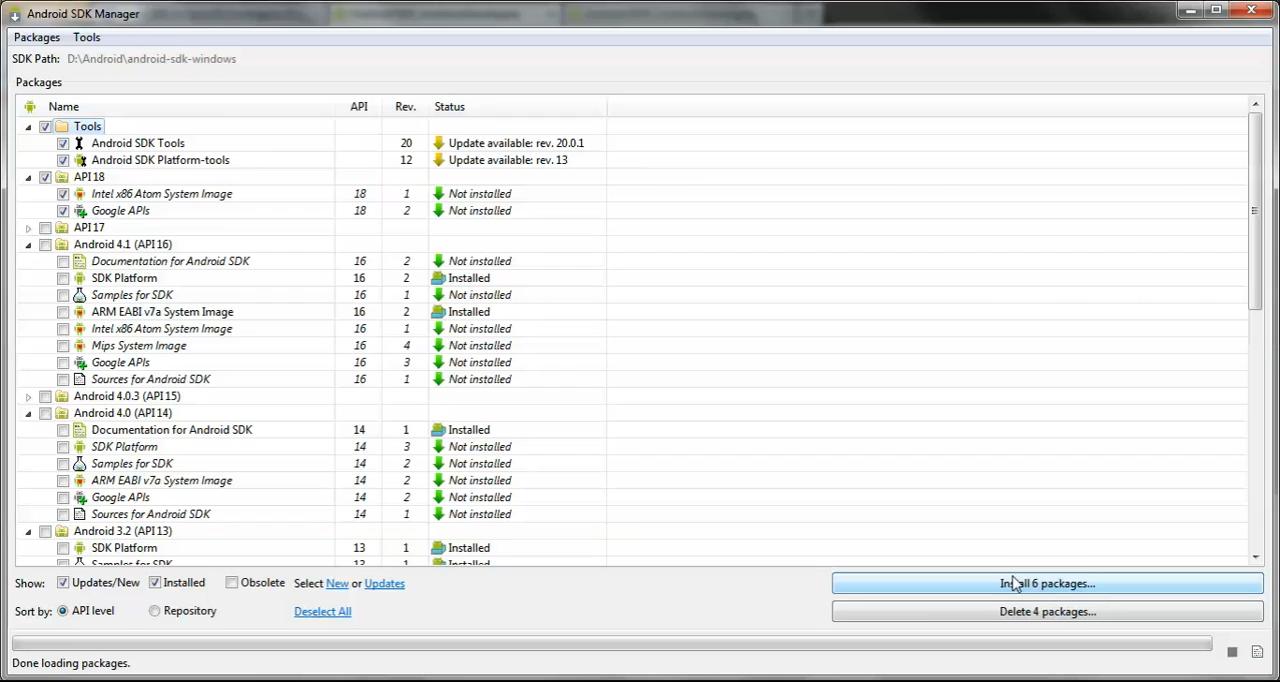 Android SDK Manager
Packages Tools
SDK Path: D:\Android\android-sdk-windows
Packages
Name API Rev. Status
Tools
Android SDK Tools 20 Update available: rev. 20.0.1
Android SDK Platform-tools 12 Update available: rev. 13
API 18
Intel x86 Atom System Image 18 1 Not installed
Google APIs 18 2 Not installed
API 17
Android 4.1 (API 16)
Documentation for Android SDK 16 2 Not installed
SDK Platform 16 2 Installed
Samples for SDK 16 1 Not installed
ARM EABI v7a System Image 16 2 Installed
Intel x86 Atom System Image 16 1 Not installed
Mips System Image 16 4 Not installed
Google APIs 16 3 Not installed
Sources for Android SDK 16 1 Not installed
Android 4.0.3 (API 15)
Android 4.0 (API 14)
Documentation for Android SDK 14 1 Installed
SDK Platform 14 3 Not installed
Samples for SDK 14 2 Not installed
ARM EABI v7a System Image 14 2 Not installed
Google APIs 14 2 Not installed
Sources for Android SDK 14 1 Not installed
Android 3.2 (API 13)
SDK Platform 13 1 Installed
Samples for SDK 13 1 Installed
Show: Updates/New Installed Obsolete Select New or Updates
Install 6 packages...
Sort by: API level Repository Deselect All
Delete 4 packages...
Done loading packages.